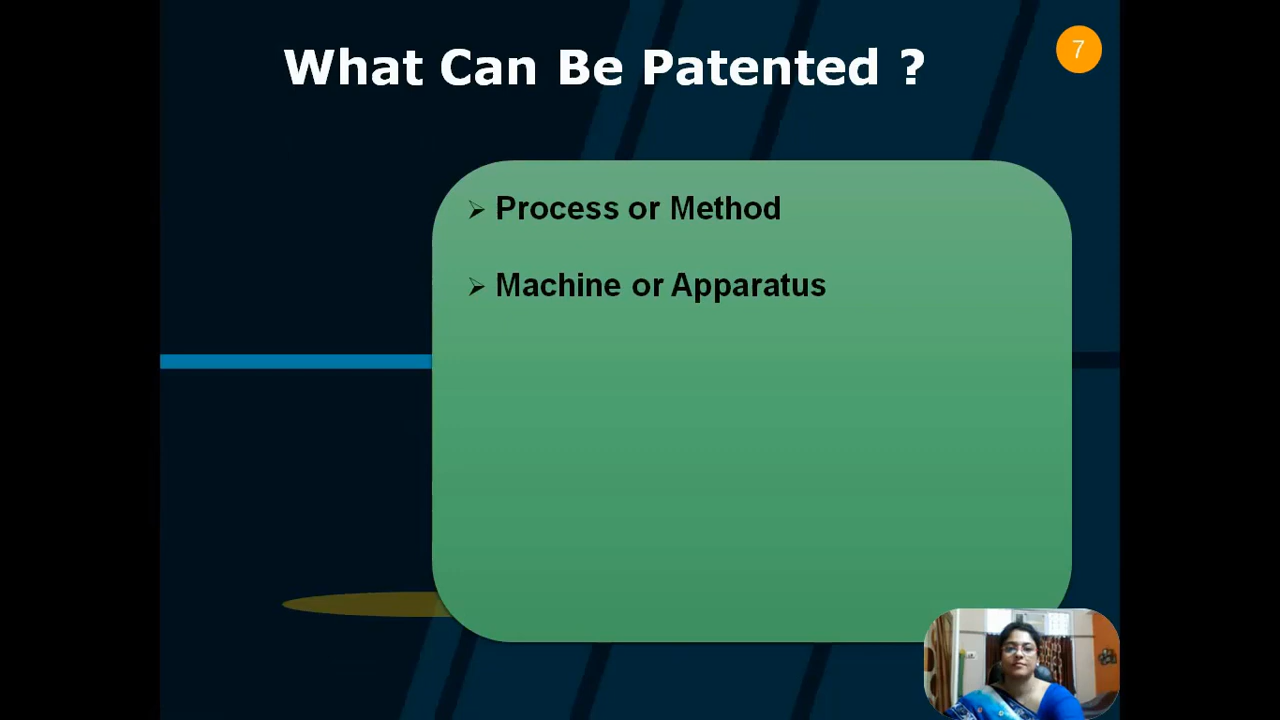 What Can Be Patented ?
7
➢ Process or Method
➢ Machine or Apparatus